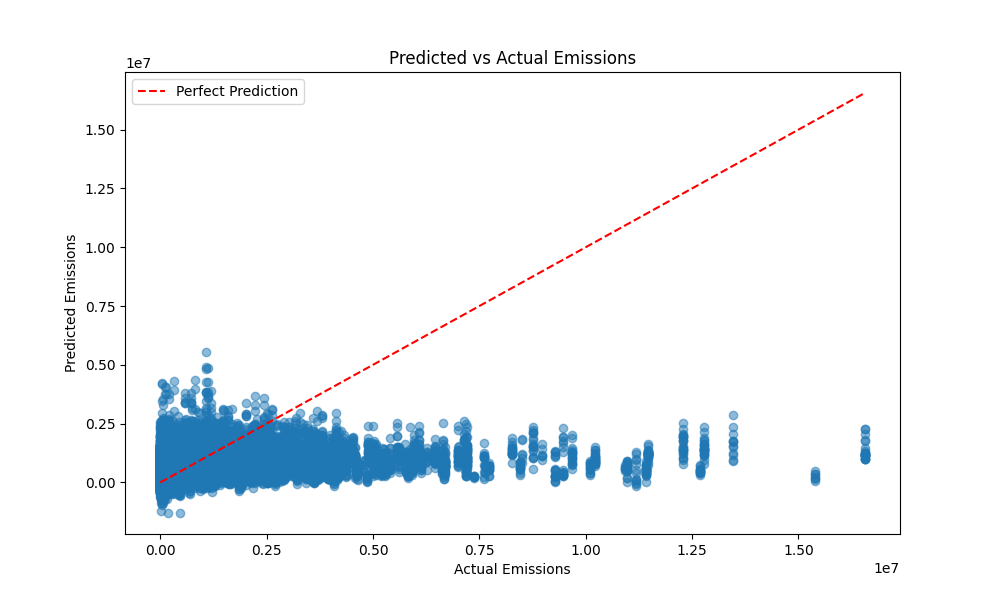 Predicted vs Actual Emissions
1e7
Perfect Prediction
1.50
1.25
1.00
0.75
0.50
0.25
0.00
Predicted Emissions
0.00 0.25 0.50 0.75 1.00 1.25 1.50
Actual Emissions
1e7